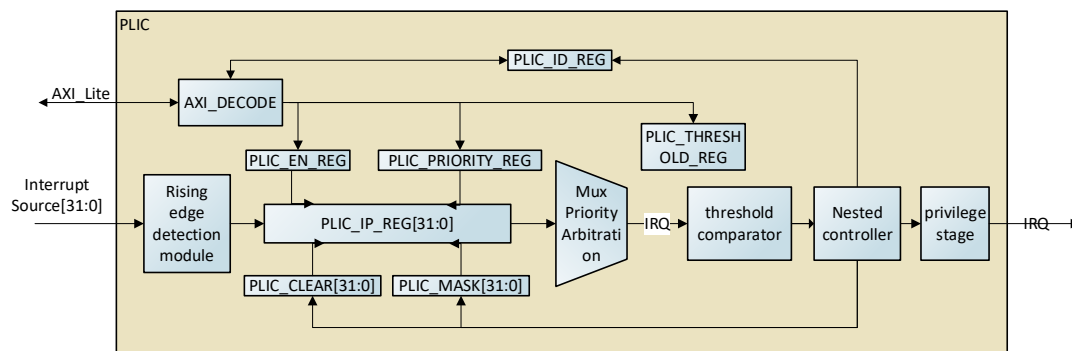 PLIC
PLIC_ID_REG
AXI_Lite
AXI_DECODE
PLIC_THRESH
OLD_REG
PLIC_EN_REG
PLIC_PRIORITY_REG
Interrupt
Source[31:0]
Rising
edge
detection
module
PLIC_IP_REG[31:0]
Mux
Priority
Arbitrati
on
IRQ
threshold
comparator
Nested
controller
privilege
stage
IRQ
PLIC_CLEAR[31:0]
PLIC_MASK[31:0]